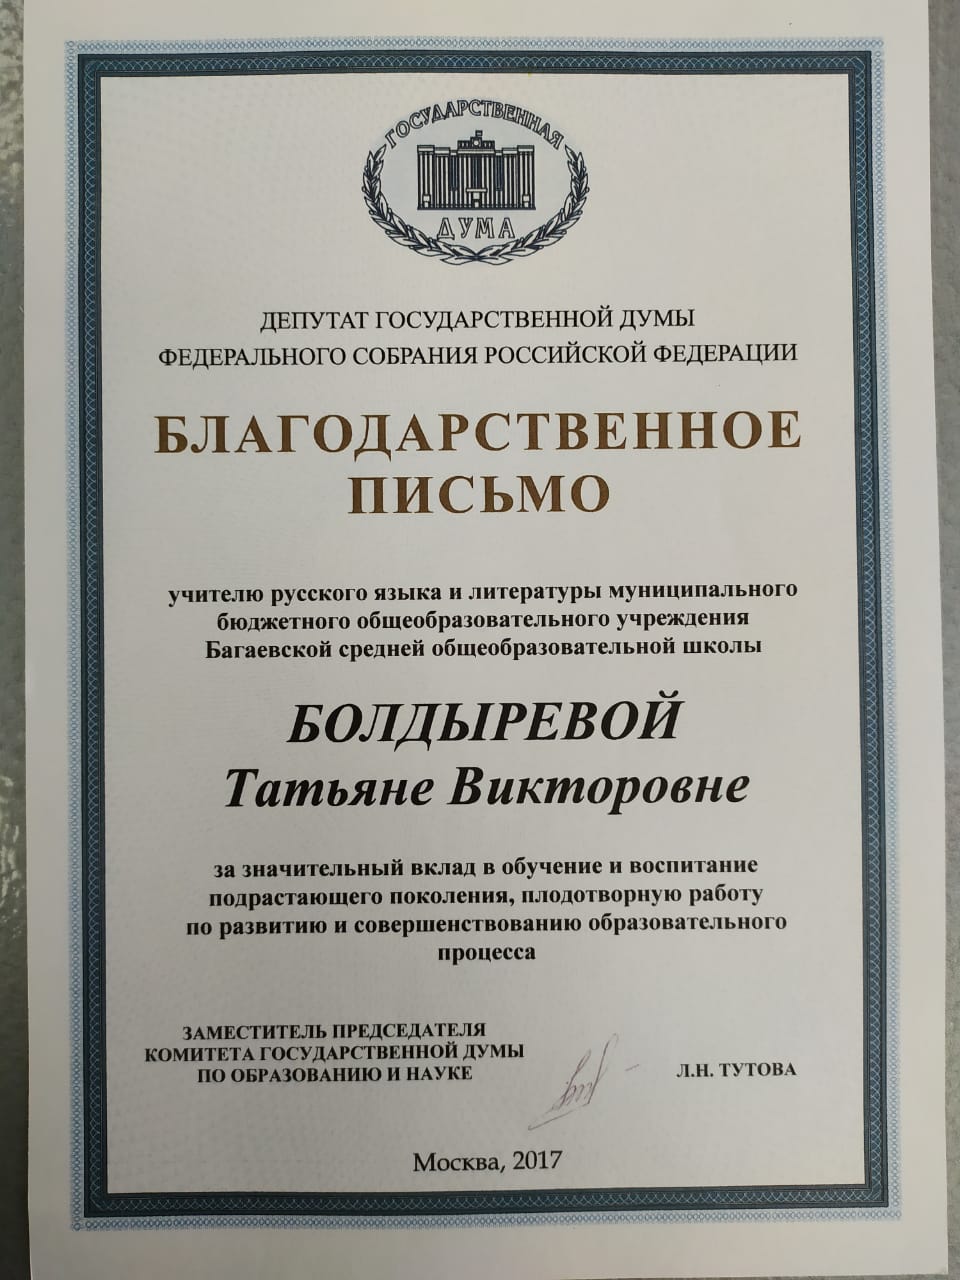 ГОСУДАРСТВЕННАЯ
ДУМА
ДЕПУТАТ ГОСУДАРСТВЕННОЙ ДУМЫ
ФЕДЕРАЛЬНОГО СОБРАНИЯ РОССИЙСКОЙ ФЕДЕРАЦИИ
БЛАГОДАРСТВЕННОЕ
ПИСЬМО
учителю русского языка и литературы муниципального
бюджетного общеобразовательного учреждения
Багаевской средней общеобразовательной школы
БОЛДЫРЕВОЙ
Татьяне Викторовне
за значительный вклад в обучение и воспитание
подрастающего поколения, плодотворную работу
по развитию и совершенствованию образовательного
процесса
ЗАМЕСТИТЕЛЬ ПРЕДСЕДАТЕЛЯ
КОМИТЕТА ГОСУДАРСТВЕННОЙ ДУМЫ
ПО ОБРАЗОВАНИЮ И НАУКЕ
Л.Н. ТУТОВА
Москва, 2017